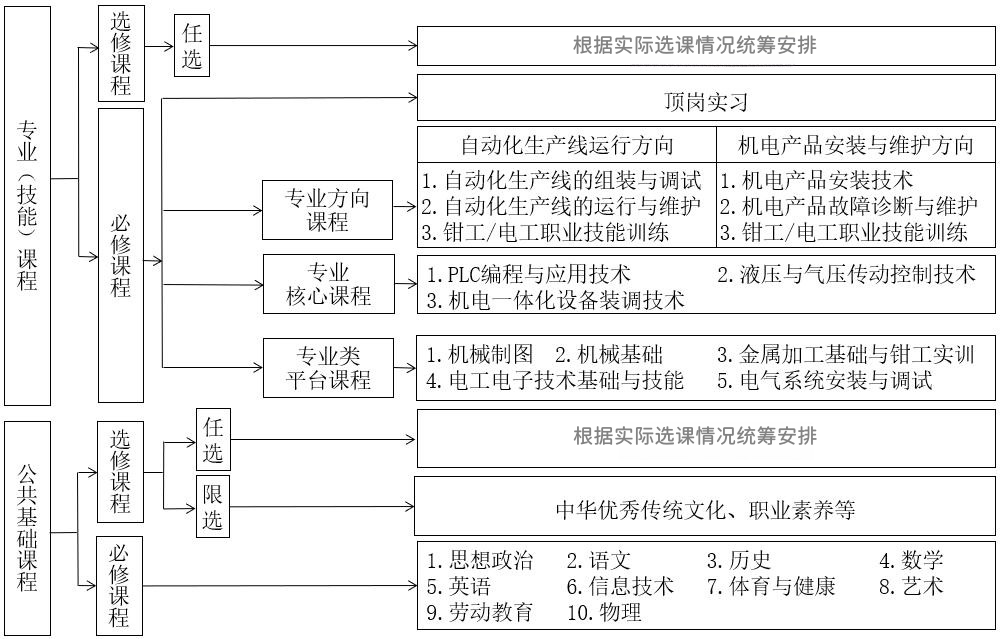 专业（技能）课程
选修课程
任选
根据实际选课情况统筹安排
必修课程
顶岗实习
专业方向
课程
自动化生产线运行方向
1.自动化生产线的组装与调试
2.自动化生产线的运行与维护
3.钳工/电工职业技能训练
机电产品安装与维护方向
1.机电产品安装技术
2.机电产品故障诊断与维护
3.钳工/电工职业技能训练
专业
核心课程
1.PLC编程与应用技术 2.液压与气压传动控制技术
3.机电一体化设备装调技术
专业类
平台课程
1.机械制图 2.机械基础 3.金属加工基础与钳工实训
4.电工电子技术基础与技能 5.电气系统安装与调试
公共基础课程
选修课程
任选
根据实际选课情况统筹安排
限选
中华优秀传统文化、职业素养等
必修课程
1.思想政治 2.语文 3.历史 4.数学
5.英语 6.信息技术 7.体育与健康 8.艺术
9.劳动教育 10.物理